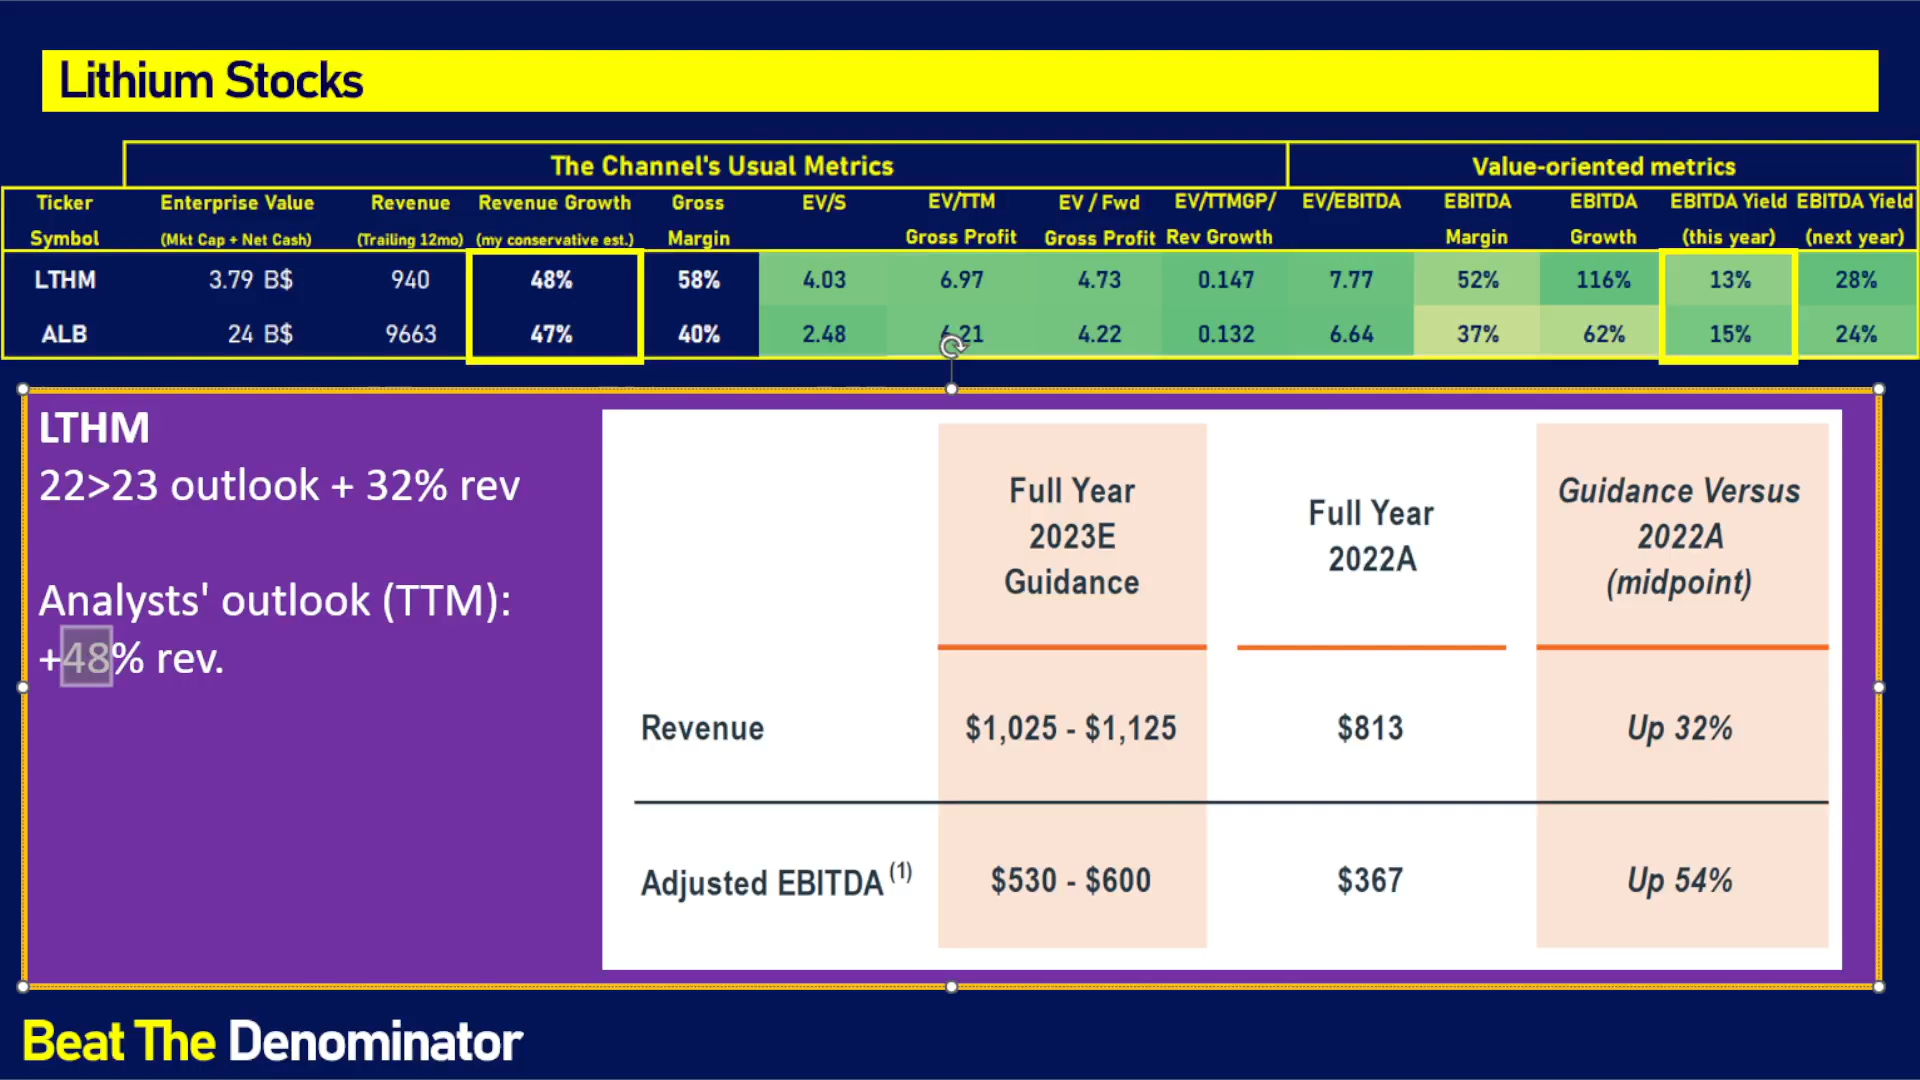 Lithium Stocks
The Channel's Usual Metrics Value-oriented metrics
Ticker Enterprise Value Revenue Revenue Growth Gross EV/S EV/TTM EV / Fwd EV/TTMGP/ EV/EBITDA EBITDA EBITDA EBITDA Yield EBITDA Yield
Symbol (Mkt Cap + Net Cash) (Trailing 12mo) (my conservative est.) Margin Gross Profit Gross Profit Rev Growth Margin Growth (this year) (next year)
LTHM 3.79 B$ 940 48% 58% 4.03 6.97 4.73 0.147 7.77 52% 116% 13% 28%
ALB 24 B$ 9663 47% 40% 2.48 6.21 4.22 0.132 6.64 37% 62% 15% 24%
LTHM
22>23 outlook + 32% rev
Analysts' outlook (TTM):
+48% rev.
Full Year
2023E
Guidance
Full Year
2022A
Guidance Versus
2022A
(midpoint)
Revenue $1,025 - $1,125 $813 Up 32%
Adjusted EBITDA (1) $530 - $600 $367 Up 54%
Beat The Denominator